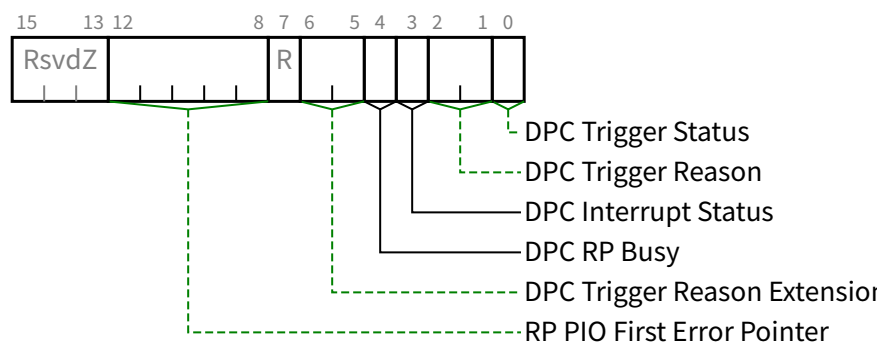 15 13 12 8 7 6 5 4 3 2 1 0
RsvdZ R
DPC Trigger Status
DPC Trigger Reason
DPC Interrupt Status
DPC RP Busy
DPC Trigger Reason Extension
RP PIO First Error Pointer